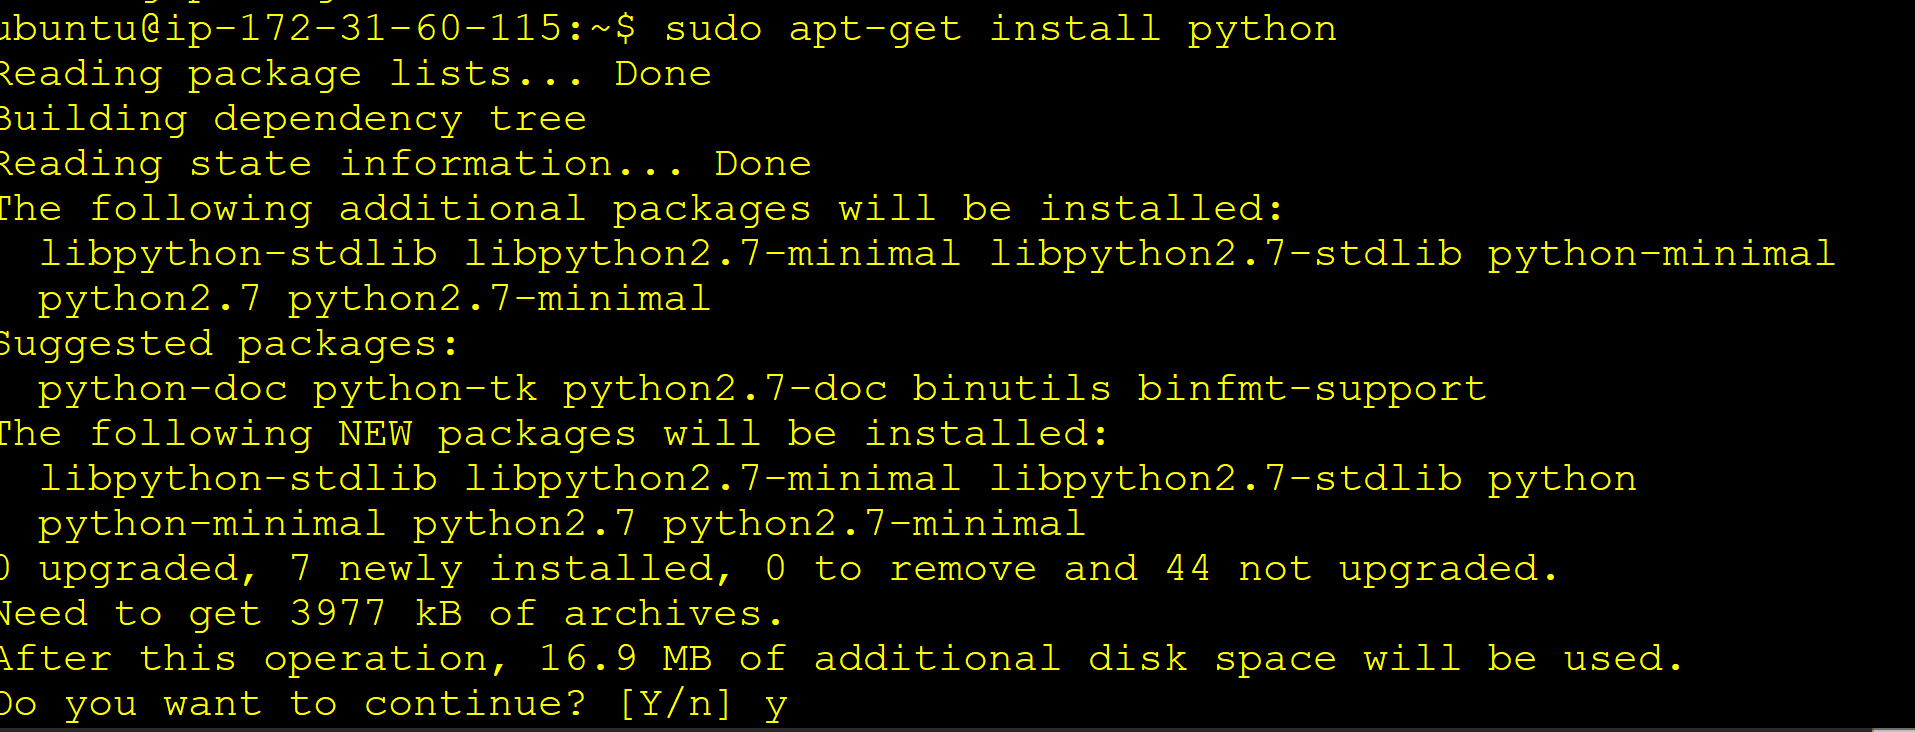 ubuntu@ip-172-31-60-115:~$ sudo apt-get install python
Reading package lists... Done
Building dependency tree
Reading state information... Done
The following additional packages will be installed:
  libpython-stdlib libpython2.7-minimal libpython2.7-stdlib python-minimal
  python2.7 python2.7-minimal
Suggested packages:
  python-doc python-tk python2.7-doc binutils binfmt-support
The following NEW packages will be installed:
  libpython-stdlib libpython2.7-minimal libpython2.7-stdlib python
  python-minimal python2.7 python2.7-minimal
0 upgraded, 7 newly installed, 0 to remove and 44 not upgraded.
Need to get 3977 kB of archives.
After this operation, 16.9 MB of additional disk space will be used.
Do you want to continue? [Y/n] y